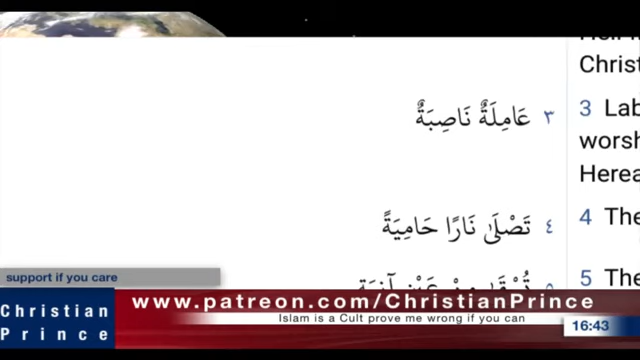 Christ
٣ عَامِلَةٌ نَاصِبَةٌ
3 Lab
worsh
Herea
٤ تَصْلَىٰ نَارًا حَامِيَةً
4 The
5 The
support if you care
Christian
Prince
www.patreon.com/ChristianPrince
Islam is a Cult prove me wrong if you can
16:43